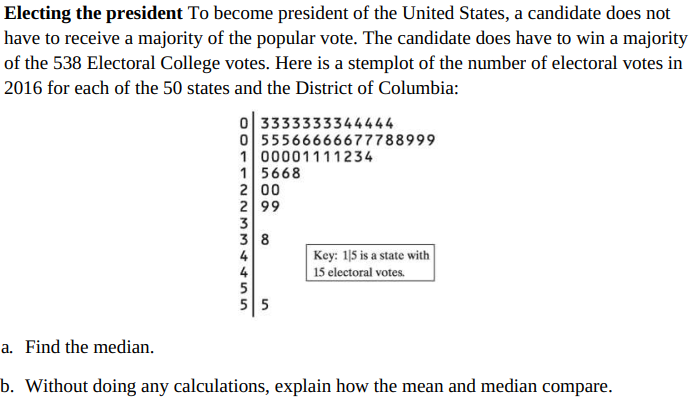 Electing the president To become president of the United States, a candidate does not
have to receive a majority of the popular vote. The candidate does have to win a majority
of the 538 Electoral College votes. Here is a stemplot of the number of electoral votes in
2016 for each of the 50 states and the District of Columbia:
0 3333333344444
0 55566666677788999
1 00001111234
1 5668
2 00
2 99
3
3 8
4
4
5
5 5
Key: 1|5 is a state with
15 electoral votes.
a. Find the median.
b. Without doing any calculations, explain how the mean and median compare.